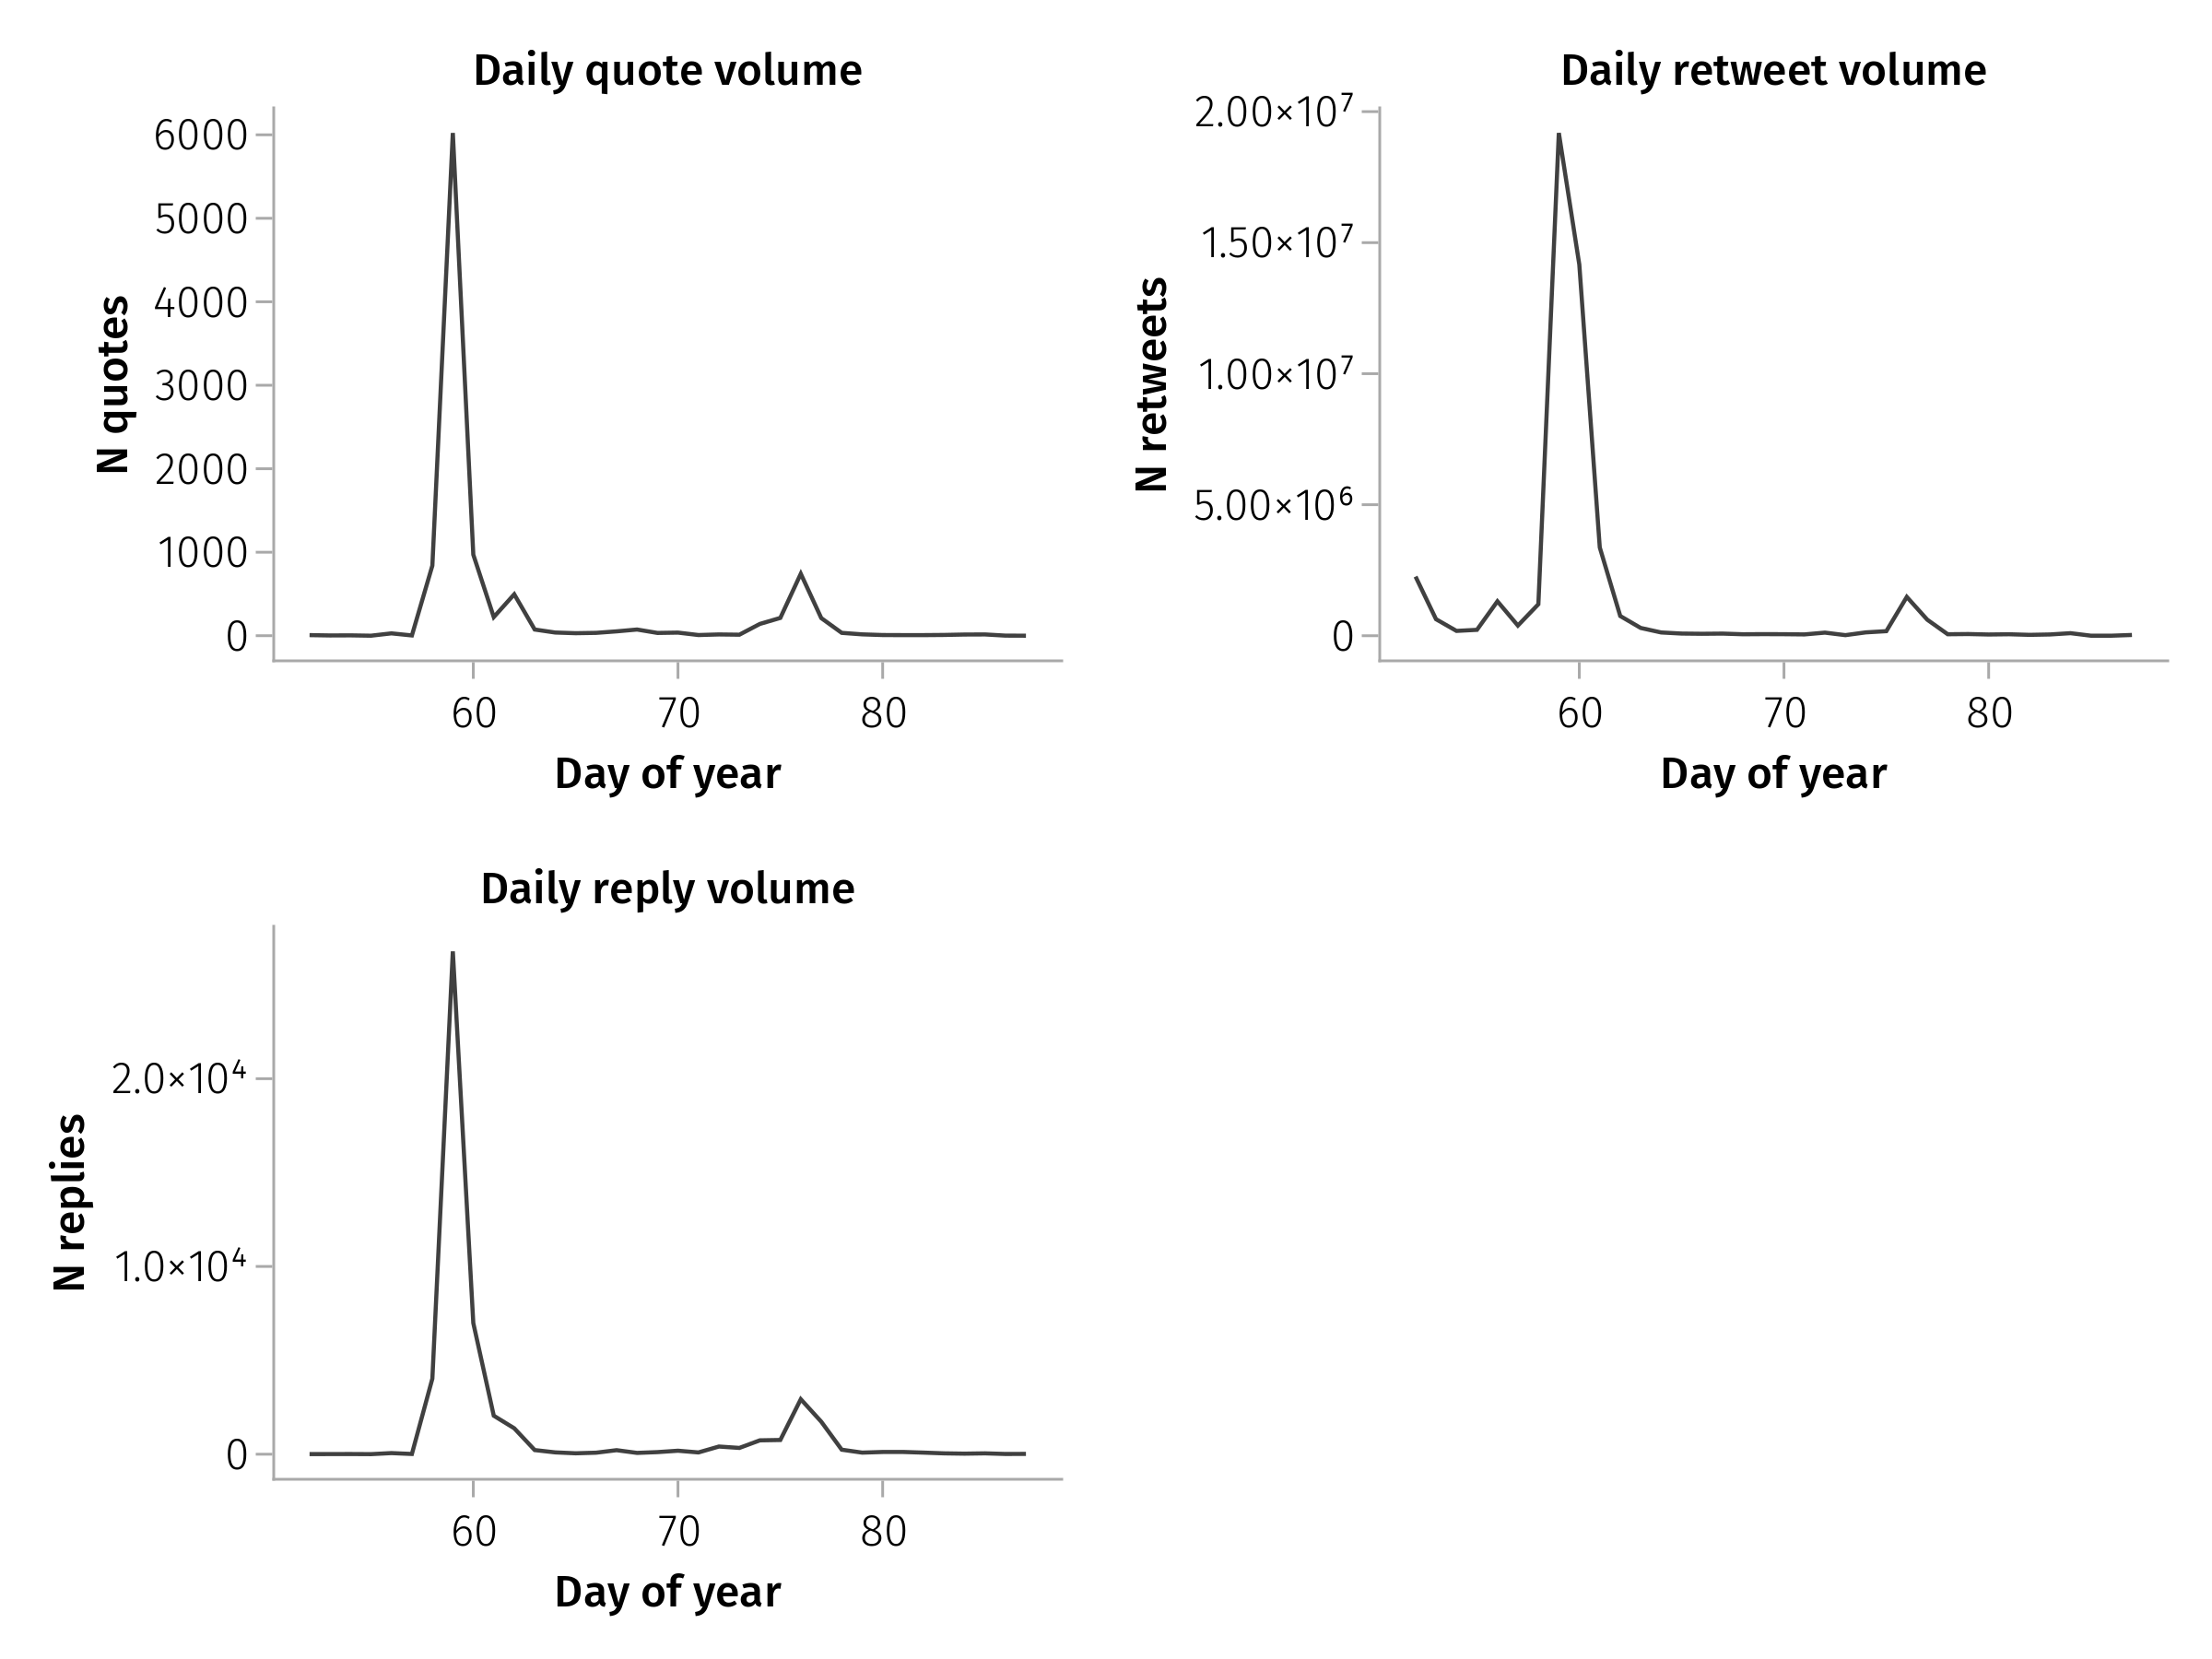 Daily quote volume
6000
5000
4000
3000
2000
1000
0
N quotes
60 70 80
Day of year
Daily retweet volume
2.00×10⁷
1.50×10⁷
1.00×10⁷
5.00×10⁶
0
N retweets
60 70 80
Day of year
Daily reply volume
2.0×10⁴
1.0×10⁴
0
N replies
60 70 80
Day of year